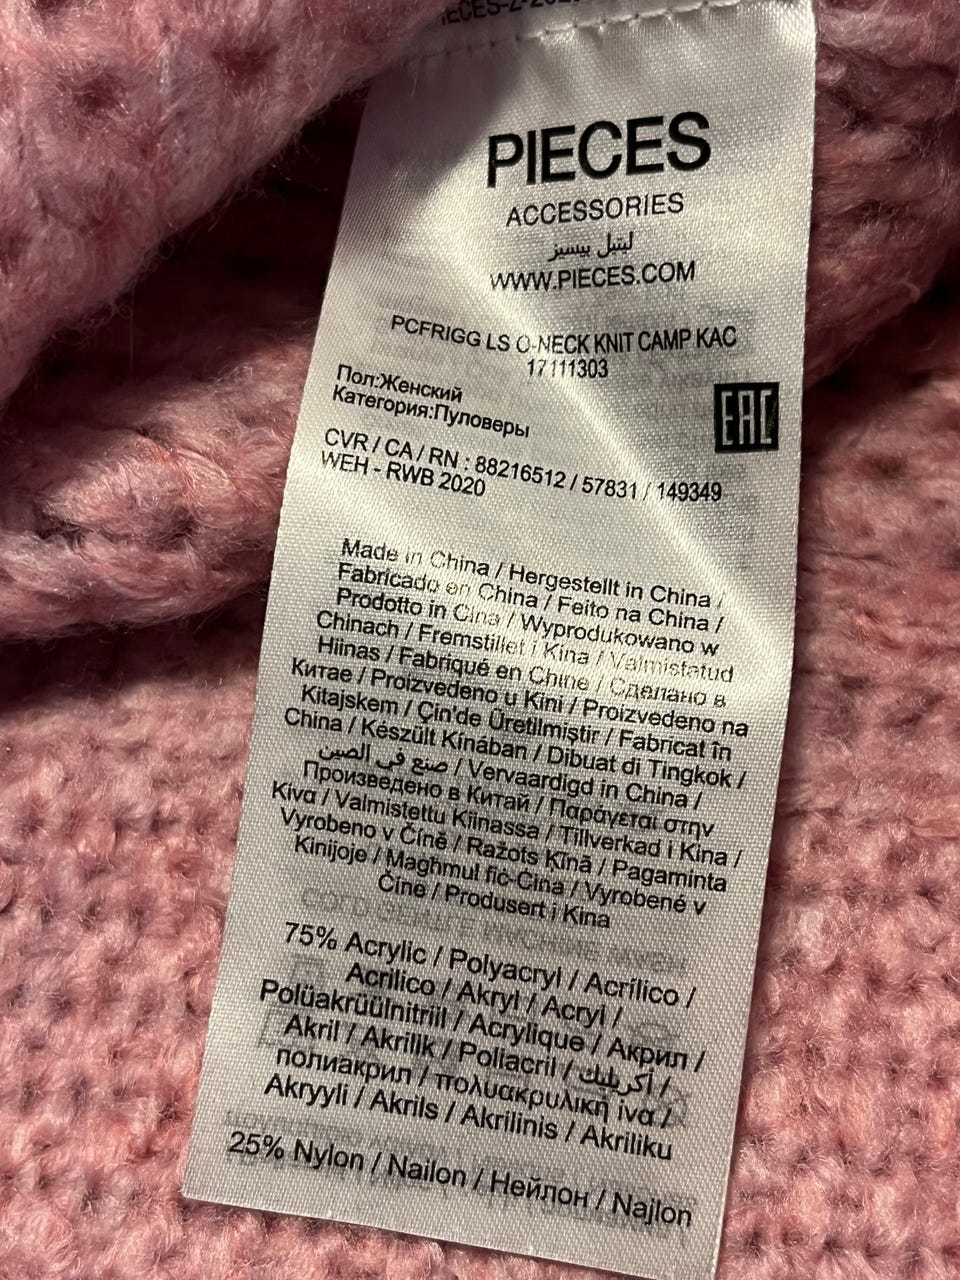 PIECES
ACCESSORIES
ليتيل بيسيز
WWW.PIECES.COM
PCFRIGG LS O-NECK KNIT CAMP KAC
17111303
Пол:Женский
Категория:Пуловеры
EAC
CVR / CA / RN : 88216512 / 57831 / 149349
WEH - RWB 2020
Made in China / Hergestellt in China /
Fabricado en China / Feito na China /
Prodotto in Cina / Wyprodukowano w
Chinach / Fremstillet i Kina / Valmistatud
Hiinas / Fabriqué en Chine / Сделано в
Китае / Proizvedeno u Kini / Proizvedeno na
Kitajskem / Çin'de Üretilmiştir / Fabricat în
China / Készült Kínában / Dibuat di Tingkok /
صنع في الصين / Vervaardigd in China /
Произведено в Китай / Παράγεται στην
Κίνα / Valmistettu Kiinassa / Tillverkad i Kina /
Vyrobeno v Číně / Ražots Ķīnā / Pagaminta
Kinijoje / Maghmul fic-Cina / Vyrobené v
Číne / Produsert i Kina
75% Acrylic / Polyacryl / Acrílico /
Acrilico / Akryl / Acryl /
Polüakrüülnitriil / Acrylique / Акрил /
Akril / Akrilik / Poliacril / أكريليك /
полиакрил / πολυακρυλική ίνα /
Akryyli / Akrils / Akrilinis / Akriliku
25% Nylon / Nailon / Нейлон / Najlon